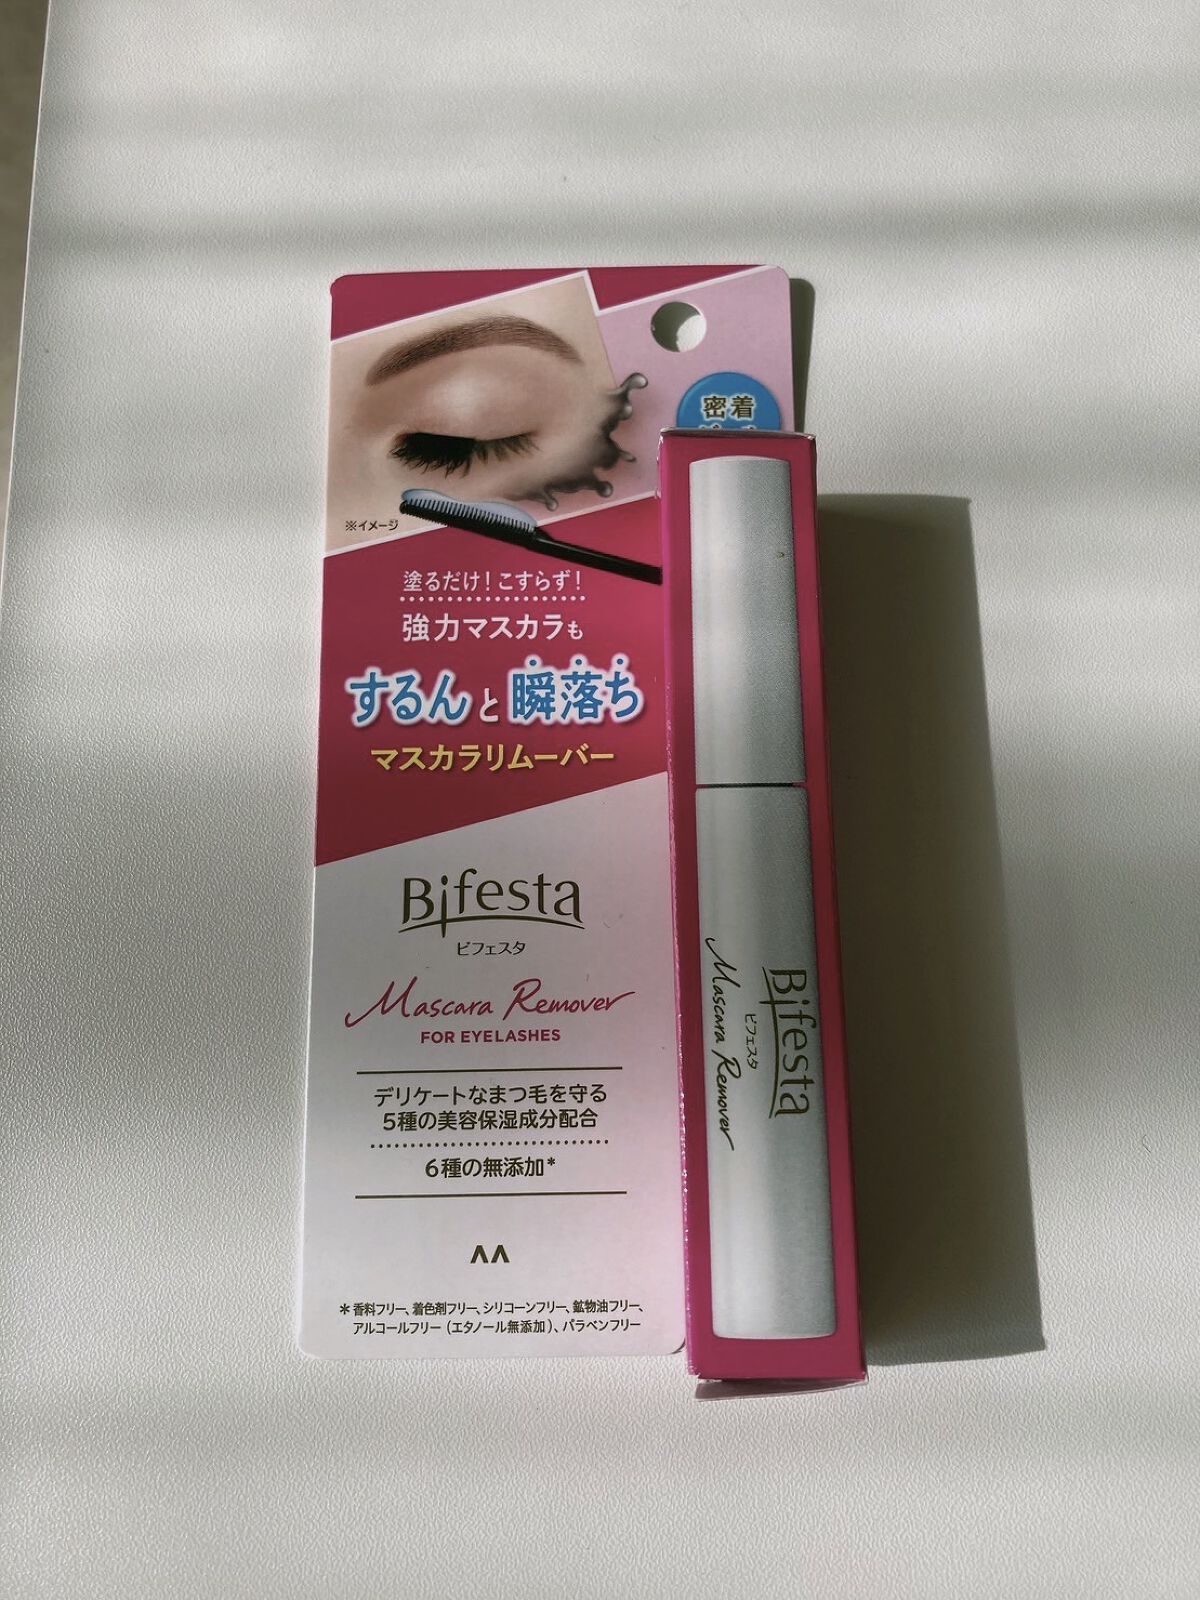 密着
※イメージ
塗るだけ！こすらず！
強力マスカラも
するんと瞬落ち
マスカラリムーバー
Bifesta
ビフェスタ
Mascara Remover
FOR EYELASHES
デリケートなまつ毛を守る
5種の美容保湿成分配合
6種の無添加*
*香料フリー、着色剤フリー、シリコーンフリー、鉱物油フリー、
アルコールフリー（エタノール無添加）、パラベンフリー
Bifesta
ビフェスタ
Mascara Remover